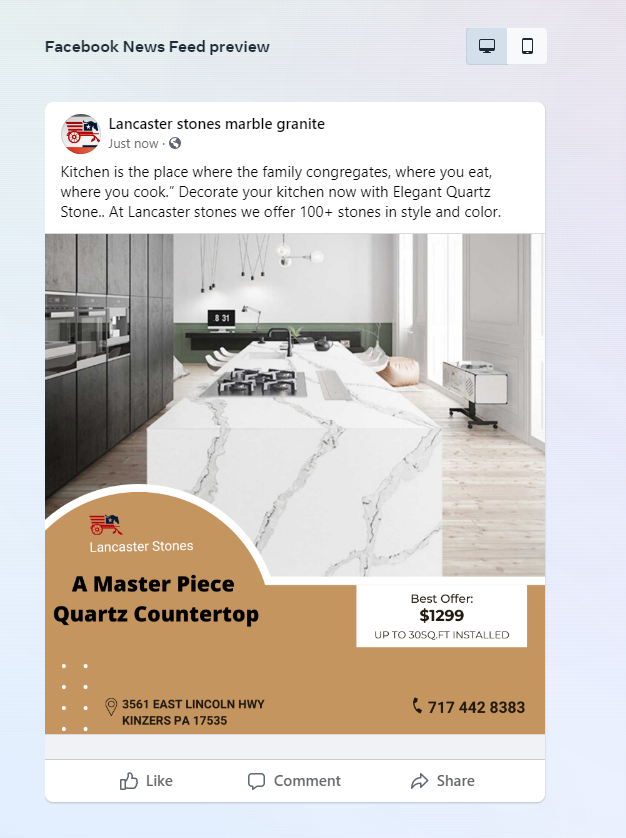 Facebook News Feed preview
Lancaster stones marble granite
Just now ·
Kitchen is the place where the family congregates, where you eat,
where you cook.” Decorate your kitchen now with Elegant Quartz
Stone.. At Lancaster stones we offer 100+ stones in style and color.
8 31
Lancaster Stones
A Master Piece
Quartz Countertop
Best Offer:
$1299
UP TO 30SQ.FT INSTALLED
3561 EAST LINCOLN HWY
KINZERS PA 17535
717 442 8383
Like
Comment
Share